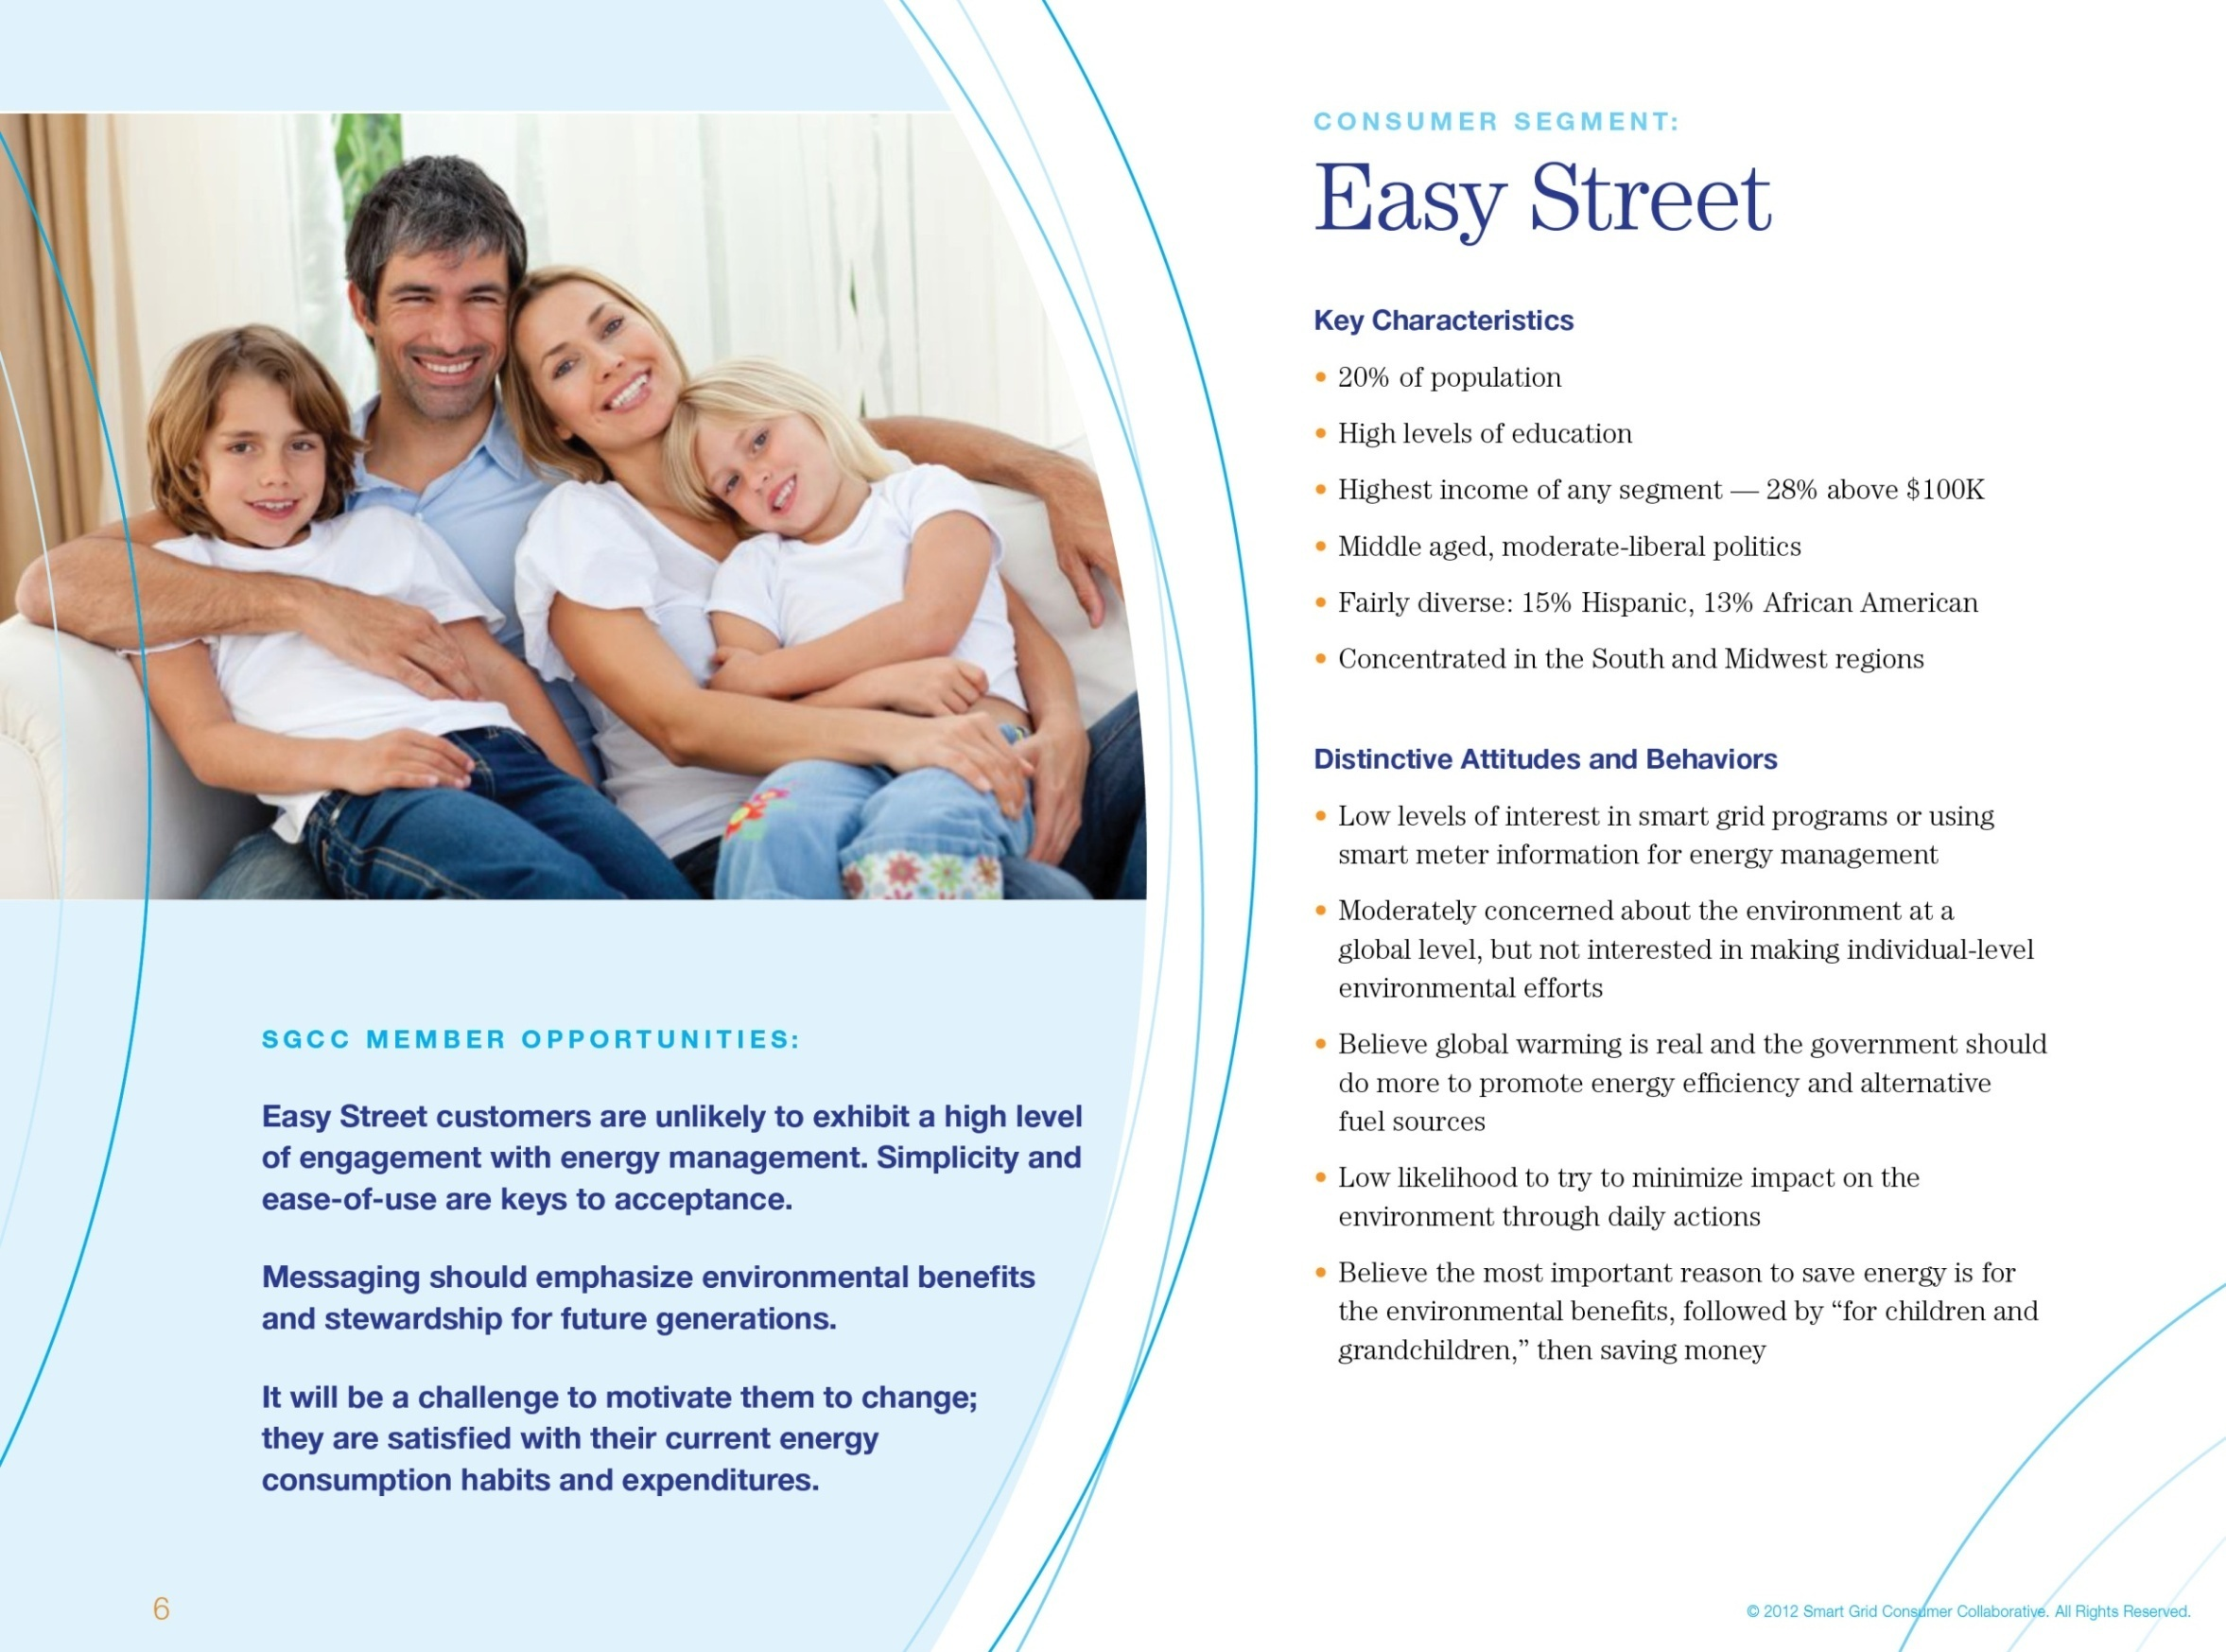 CONSUMER SEGMENT:
Easy Street
Key Characteristics
• 20% of population
• High levels of education
• Highest income of any segment — 28% above $100K
• Middle aged, moderate-liberal politics
• Fairly diverse: 15% Hispanic, 13% African American
• Concentrated in the South and Midwest regions
Distinctive Attitudes and Behaviors
• Low levels of interest in smart grid programs or using
smart meter information for energy management
• Moderately concerned about the environment at a
global level, but not interested in making individual-level
environmental efforts
• Believe global warming is real and the government should
do more to promote energy efficiency and alternative
fuel sources
• Low likelihood to try to minimize impact on the
environment through daily actions
• Believe the most important reason to save energy is for
the environmental benefits, followed by “for children and
grandchildren,” then saving money
SGCC MEMBER OPPORTUNITIES:
Easy Street customers are unlikely to exhibit a high level
of engagement with energy management. Simplicity and
ease-of-use are keys to acceptance.
Messaging should emphasize environmental benefits
and stewardship for future generations.
It will be a challenge to motivate them to change;
they are satisfied with their current energy
consumption habits and expenditures.
6
© 2012 Smart Grid Consumer Collaborative. All Rights Reserved.